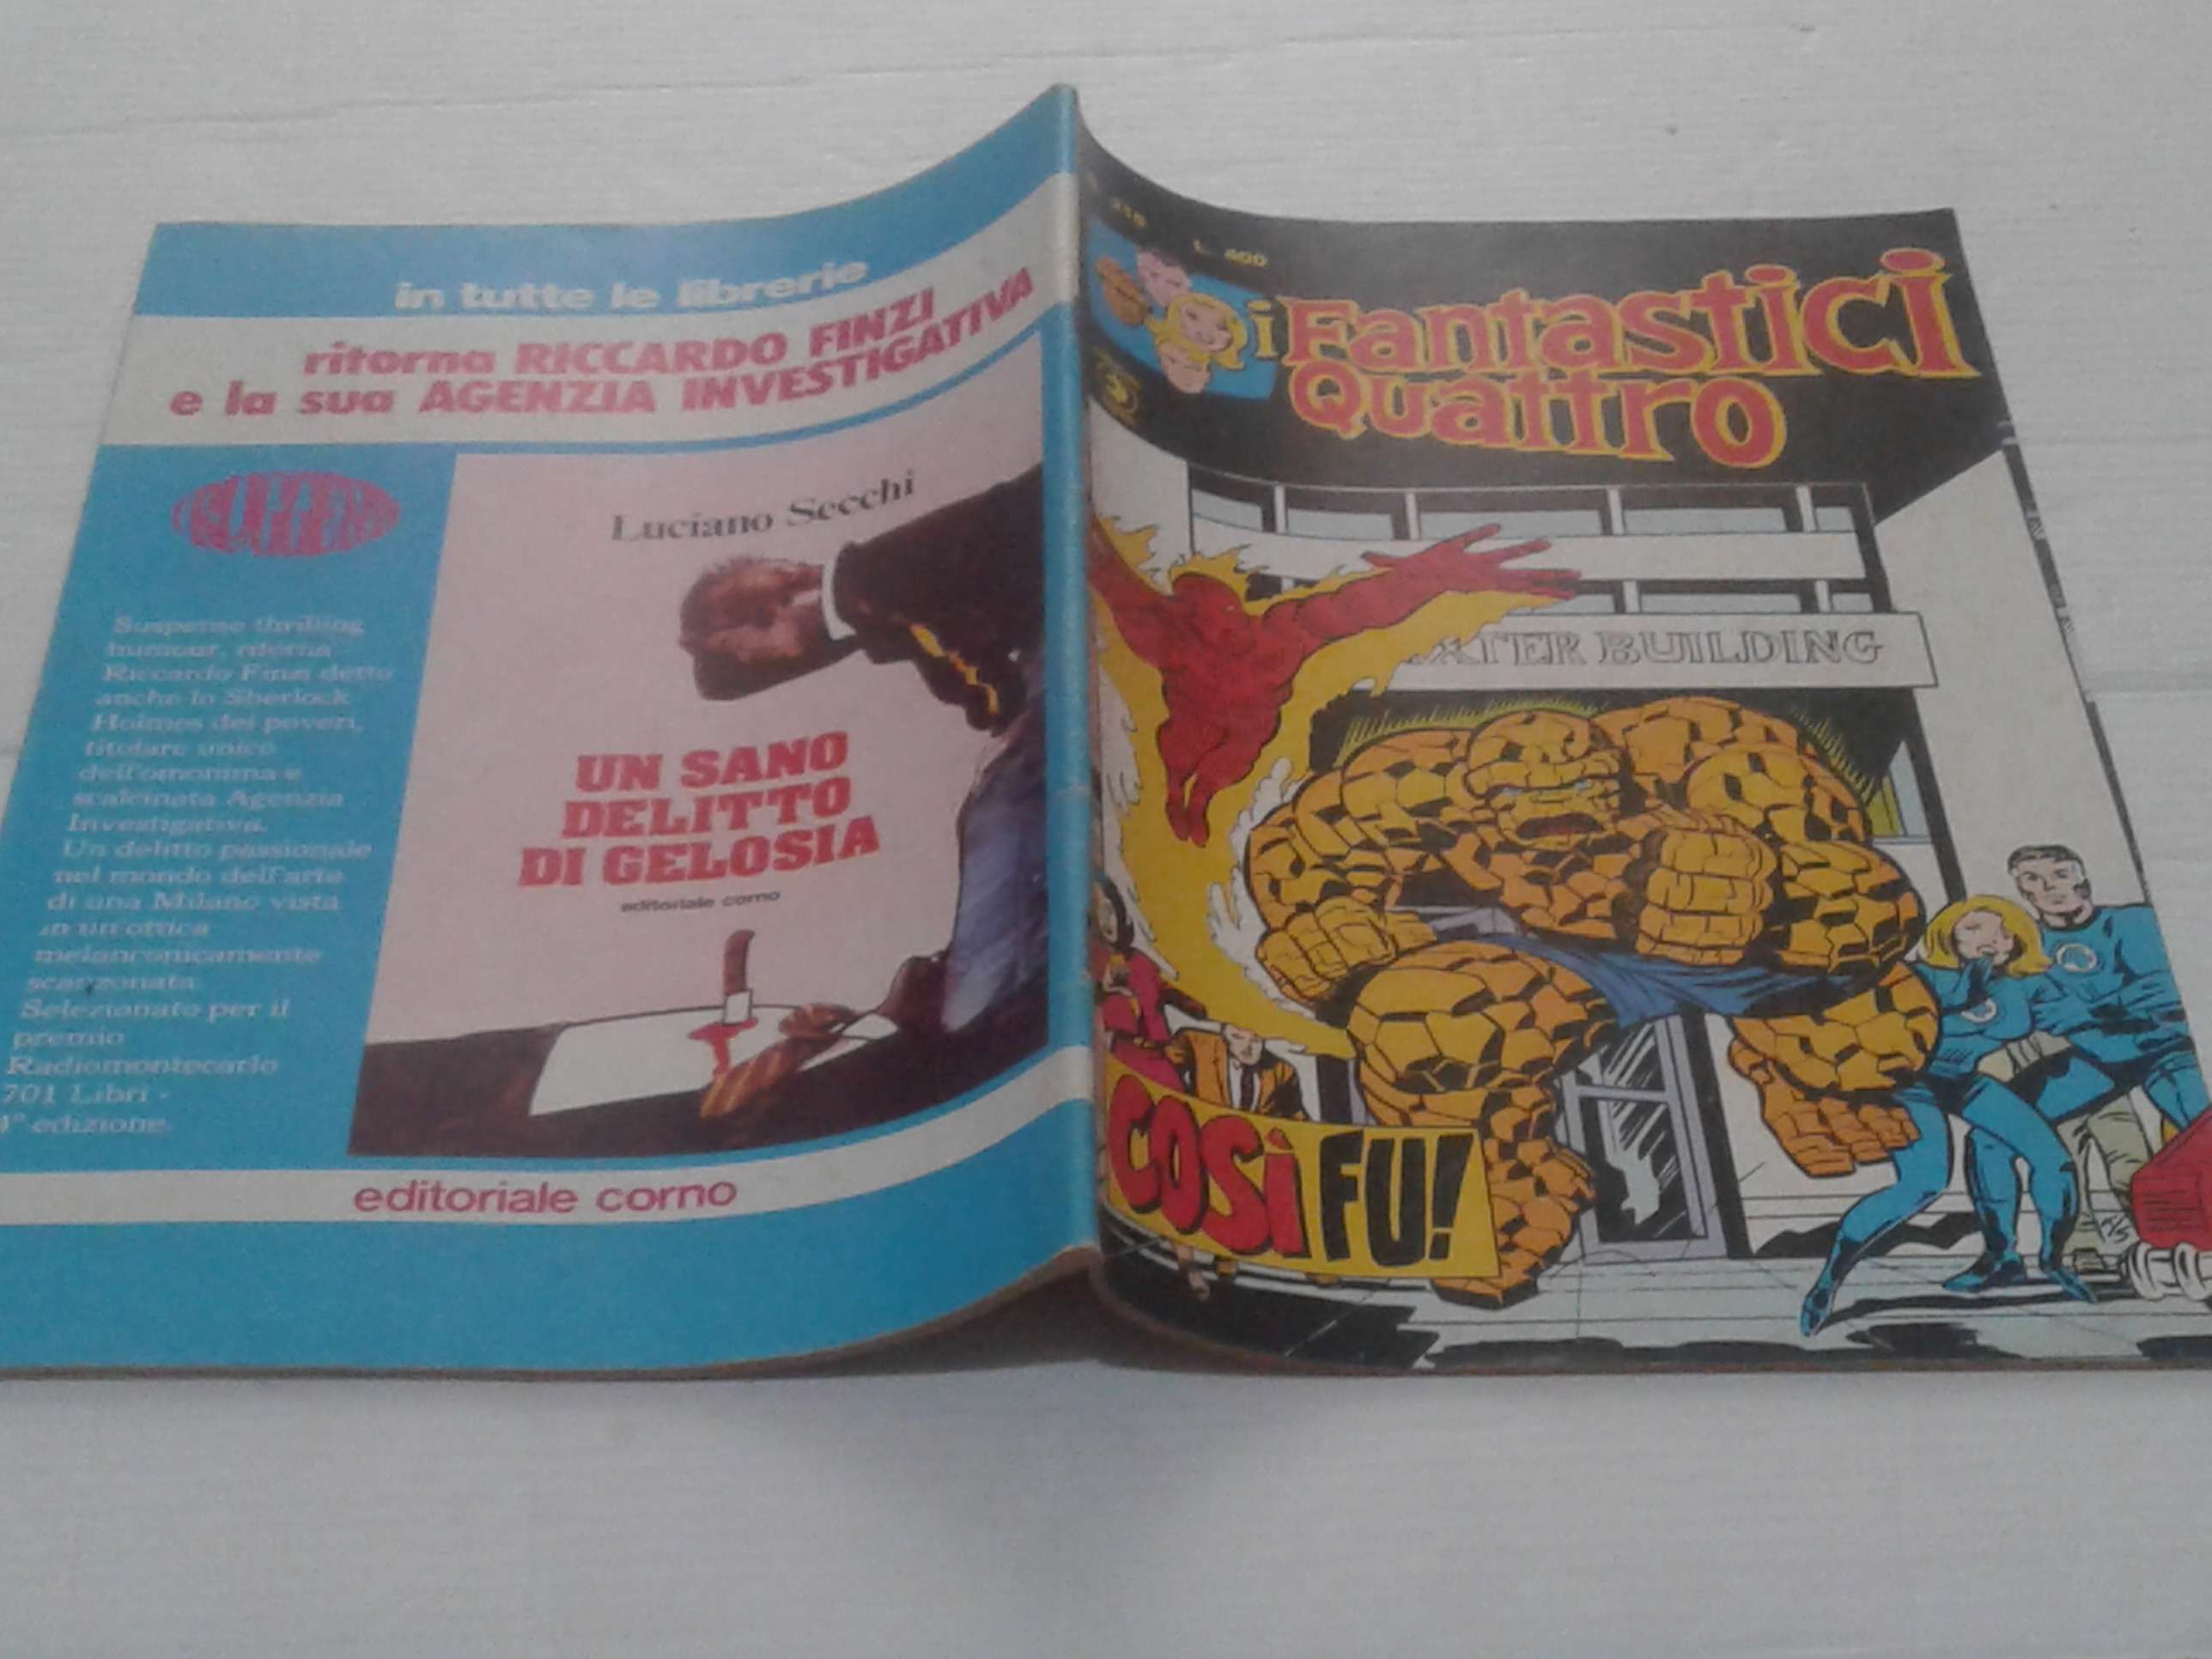 in tutte le librerie
ritorna RICCARDO FINZI
e la sua AGENZIA INVESTIGATIVA
Suspense thrilling
humour, ritorna
Riccardo Finzi detto
anche lo Sherlock
Holmes dei poveri,
titolare unico
dell'omonima e
scalcinata Agenzia
Investigativa.
Un delitto passionale
nel mondo dell'arte
di una Milano vista
in un'ottica
melanconicamente
scanzonata.
Selezionato per il
premio
Radiomontecarlo
701 Libri -
4° edizione.
Luciano Secchi
UN SANO
DELITTO
DI GELOSIA
editoriale corno
editoriale corno
L. 400
i Fantastici
Quattro
XTER BUILDING
COSÌ FU!
K/S